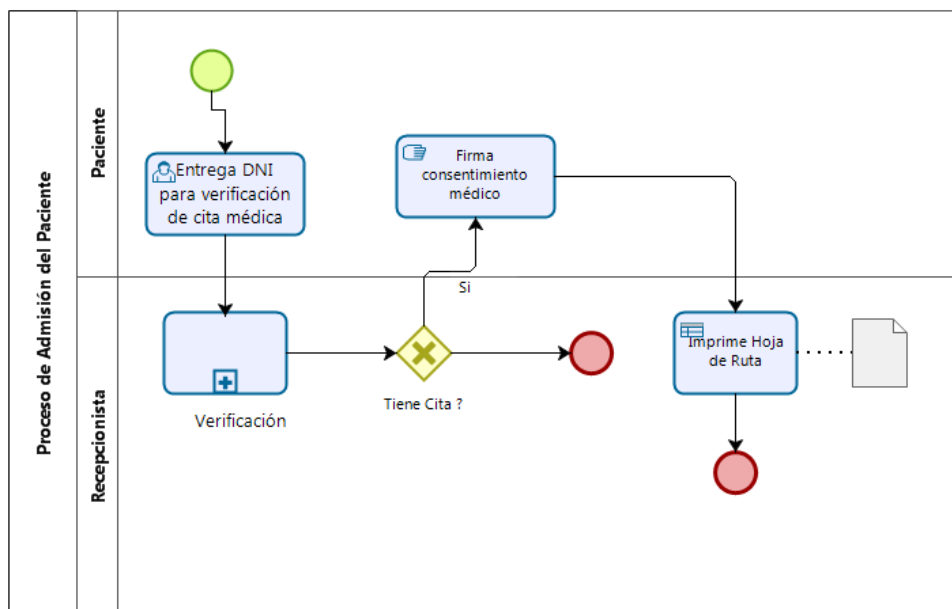 Proceso de Admisión del Paciente
Paciente
Entrega DNI
para verificación
de cita médica
Firma
consentimiento
médico
Si
Recepcionista
Verificación
Tiene Cita ?
Imprime Hoja
de Ruta